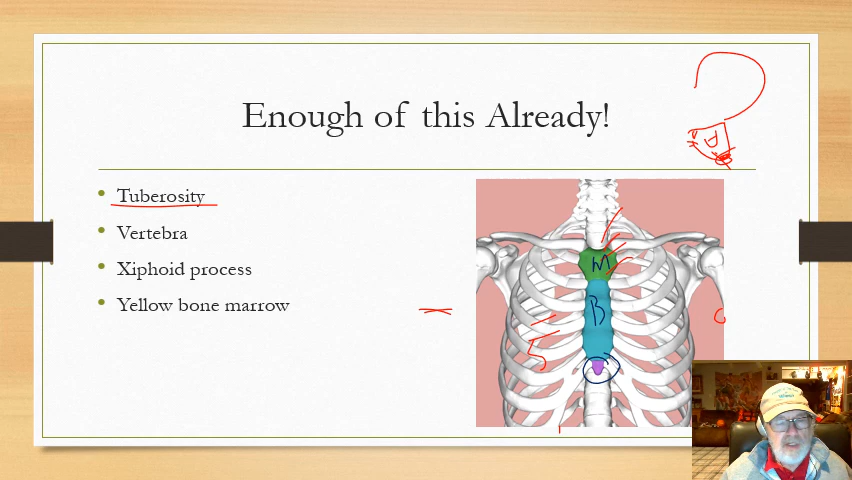 Enough of this Already!
Tuberosity
Vertebra
Xiphoid process
Yellow bone marrow
M
B